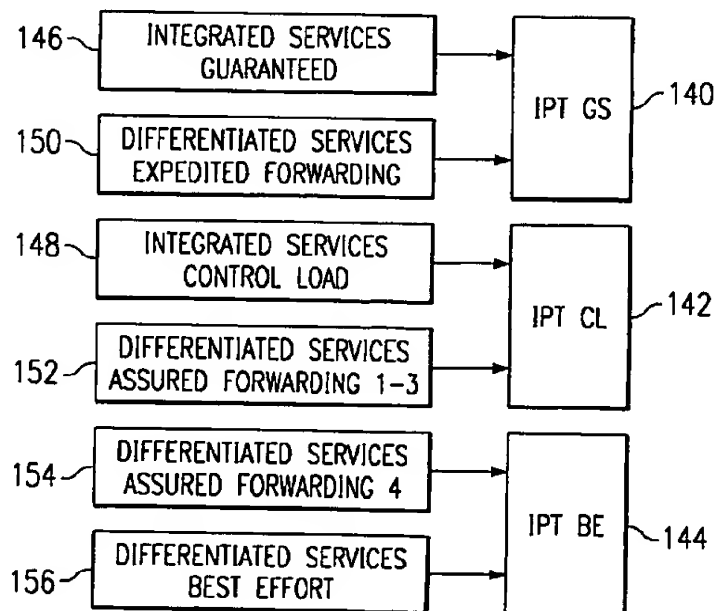 146
INTEGRATED SERVICES
GUARANTEED
150
DIFFERENTIATED SERVICES
EXPEDITED FORWARDING
IPT GS
140
148
INTEGRATED SERVICES
CONTROL LOAD
152
DIFFERENTIATED SERVICES
ASSURED FORWARDING 1-3
IPT CL
142
154
DIFFERENTIATED SERVICES
ASSURED FORWARDING 4
156
DIFFERENTIATED SERVICES
BEST EFFORT
IPT BE
144